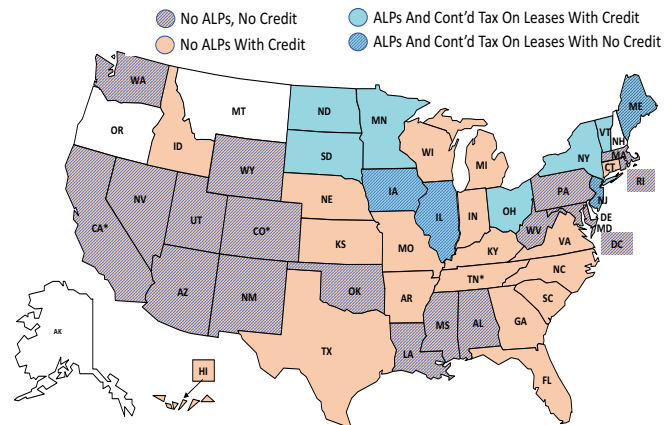 No ALPs, No Credit
ALPs And Cont'd Tax On Leases With Credit
No ALPs With Credit
ALPs And Cont'd Tax On Leases With No Credit
WA
MT
ND
MN
ME
OR
ID
SD
WI
MI
VT
NH
NY
MA
CT
RI
WY
IA
NE
PA
NJ
NV
UT
CO*
IL
IN
OH
DE
MD
WV
VA
DC
CA*
KS
MO
KY
NC
TN*
AZ
NM
OK
AR
SC
MS
AL
GA
TX
LA
FL
AK
HI